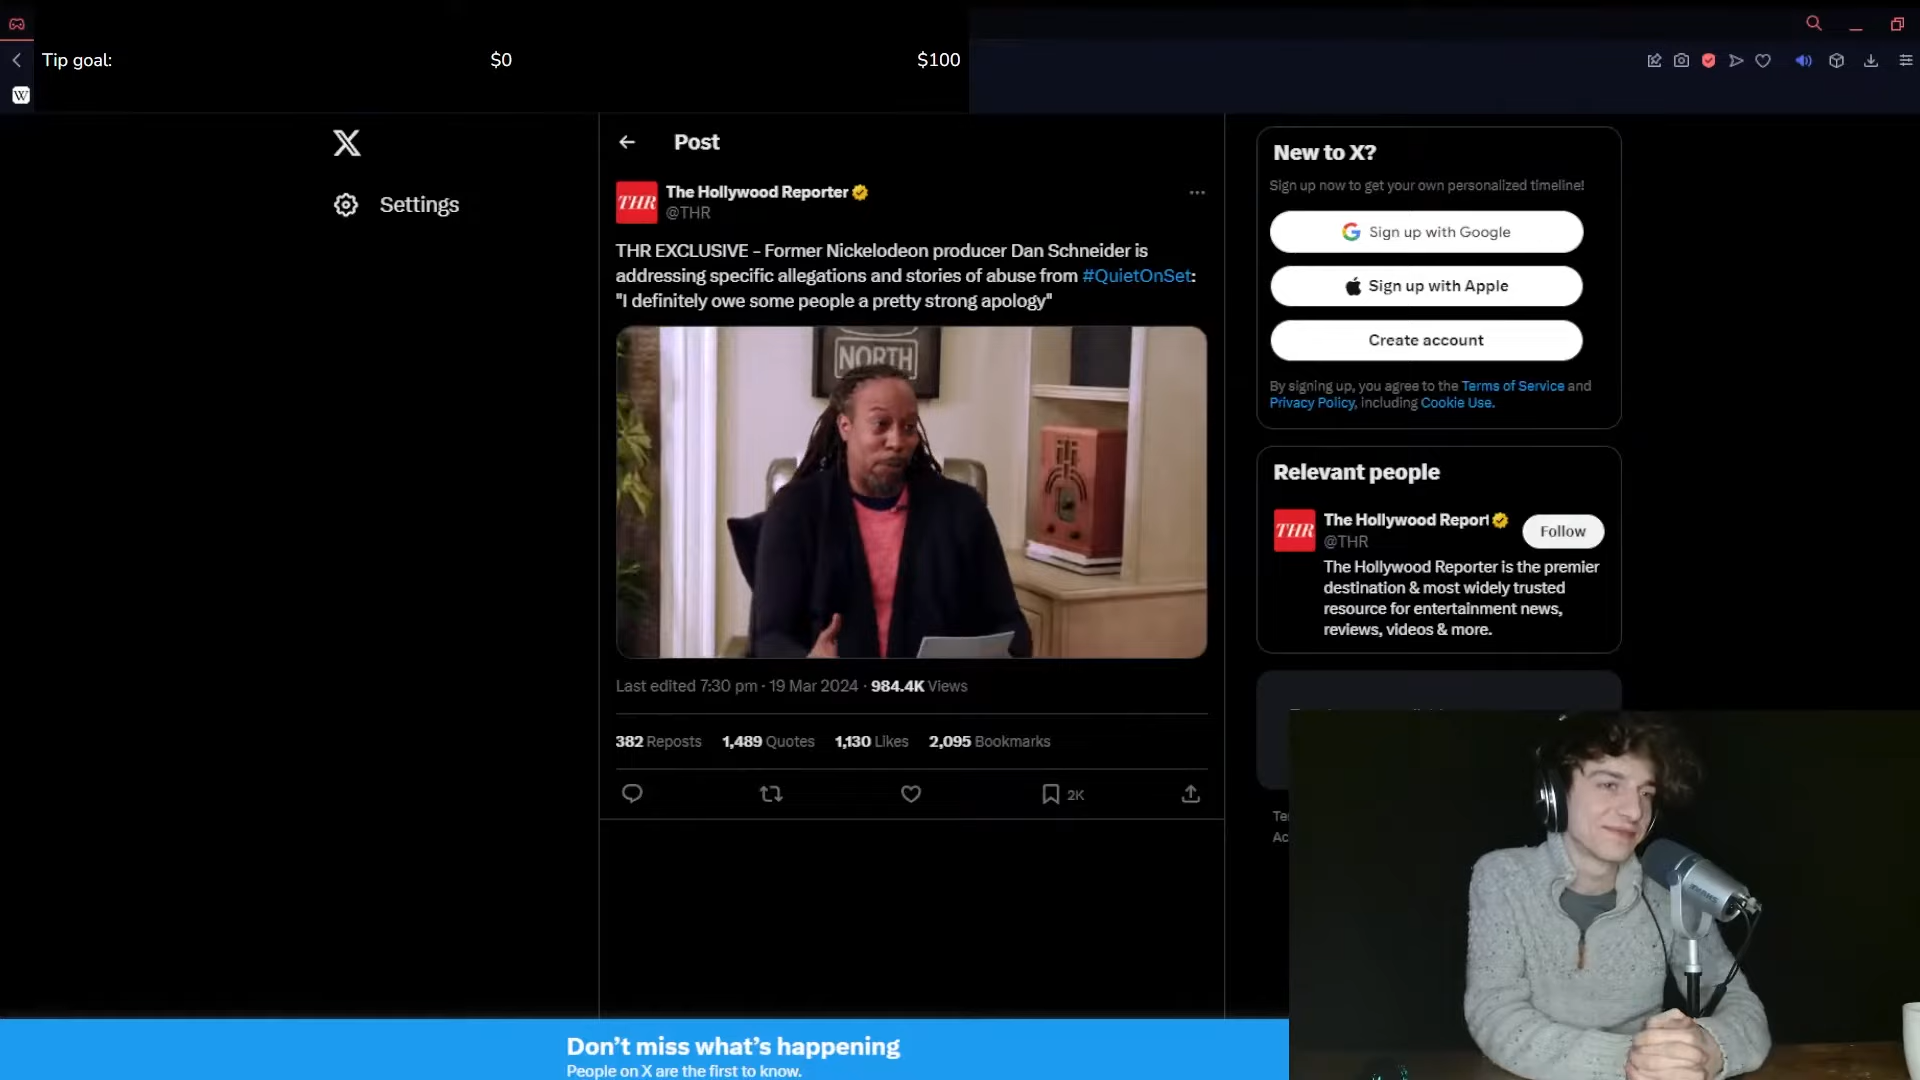 Tip goal:
$0
$100
W
X
Settings
Post
THR
The Hollywood Reporter
@THR
THR EXCLUSIVE - Former Nickelodeon producer Dan Schneider is
addressing specific allegations and stories of abuse from #QuietOnSet:
"I definitely owe some people a pretty strong apology"
NORTH
Last edited 7:30 pm · 19 Mar 2024 · 984.4K Views
382 Reposts 1,489 Quotes 1,130 Likes 2,095 Bookmarks
2K
New to X?
Sign up now to get your own personalized timeline!
Sign up with Google
Sign up with Apple
Create account
By signing up, you agree to the Terms of Service and
Privacy Policy, including Cookie Use.
Relevant people
THR
The Hollywood Report
@THR
Follow
The Hollywood Reporter is the premier
destination & most widely trusted
resource for entertainment news,
reviews, videos & more.
Te
Ac
Don't miss what's happening
People on X are the first to know.